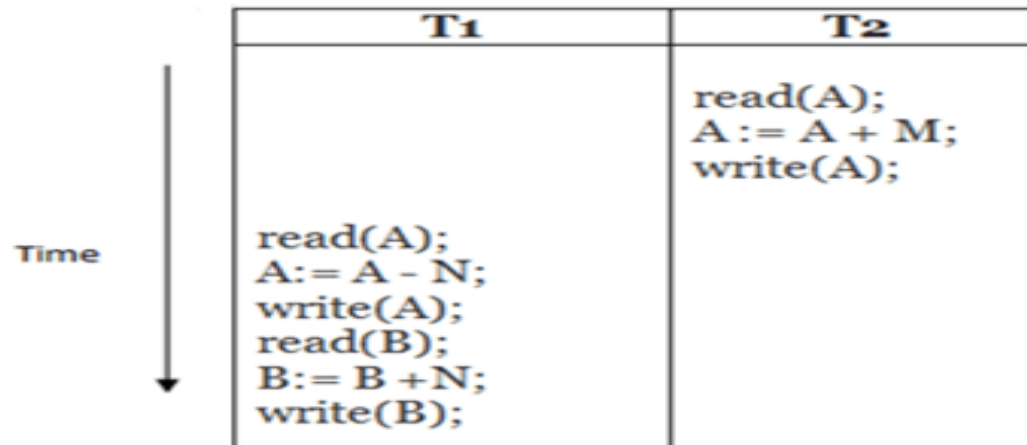 T1 T2
read(A);
A := A + M;
write(A);
Time
read(A);
A:= A - N;
write(A);
read(B);
B:= B +N;
write(B);